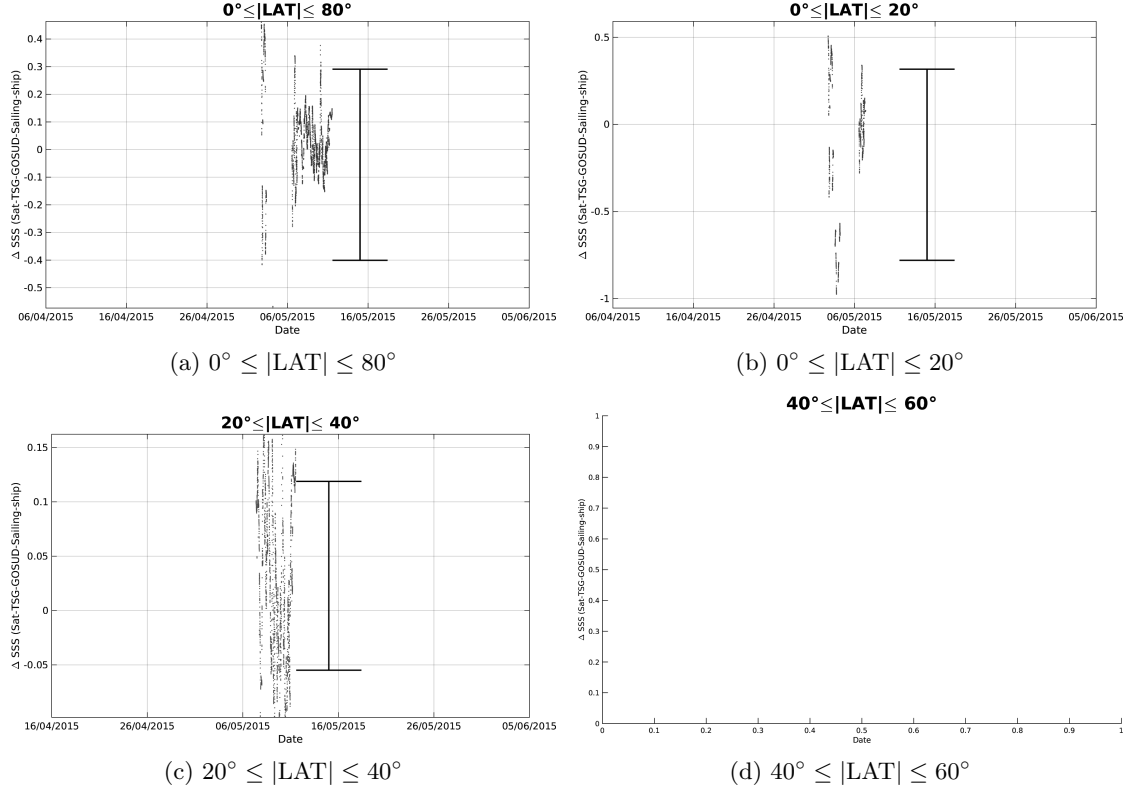 0°≤|LAT|≤ 80°
Δ SSS (Sat-TSG-GOSUD-Sailing-ship)
0.4
0.3
0.2
0.1
0
-0.1
-0.2
-0.3
-0.4
-0.5
06/04/2015 16/04/2015 26/04/2015 06/05/2015 16/05/2015 26/05/2015 05/06/2015
Date
(a) 0° ≤ |LAT| ≤ 80°
0°≤|LAT|≤ 20°
Δ SSS (Sat-TSG-GOSUD-Sailing-ship)
0.5
0
-0.5
-1
06/04/2015 16/04/2015 26/04/2015 06/05/2015 16/05/2015 26/05/2015 05/06/2015
Date
(b) 0° ≤ |LAT| ≤ 20°
20°≤|LAT|≤ 40°
Δ SSS (Sat-TSG-GOSUD-Sailing-ship)
0.15
0.1
0.05
0
-0.05
16/04/2015 26/04/2015 06/05/2015 16/05/2015 26/05/2015 05/06/2015
Date
(c) 20° ≤ |LAT| ≤ 40°
40°≤|LAT|≤ 60°
Δ SSS (Sat-TSG-GOSUD-Sailing-ship)
1
0.9
0.8
0.7
0.6
0.5
0.4
0.3
0.2
0.1
0
0 0.1 0.2 0.3 0.4 0.5 0.6 0.7 0.8 0.9 1
Date
(d) 40° ≤ |LAT| ≤ 60°